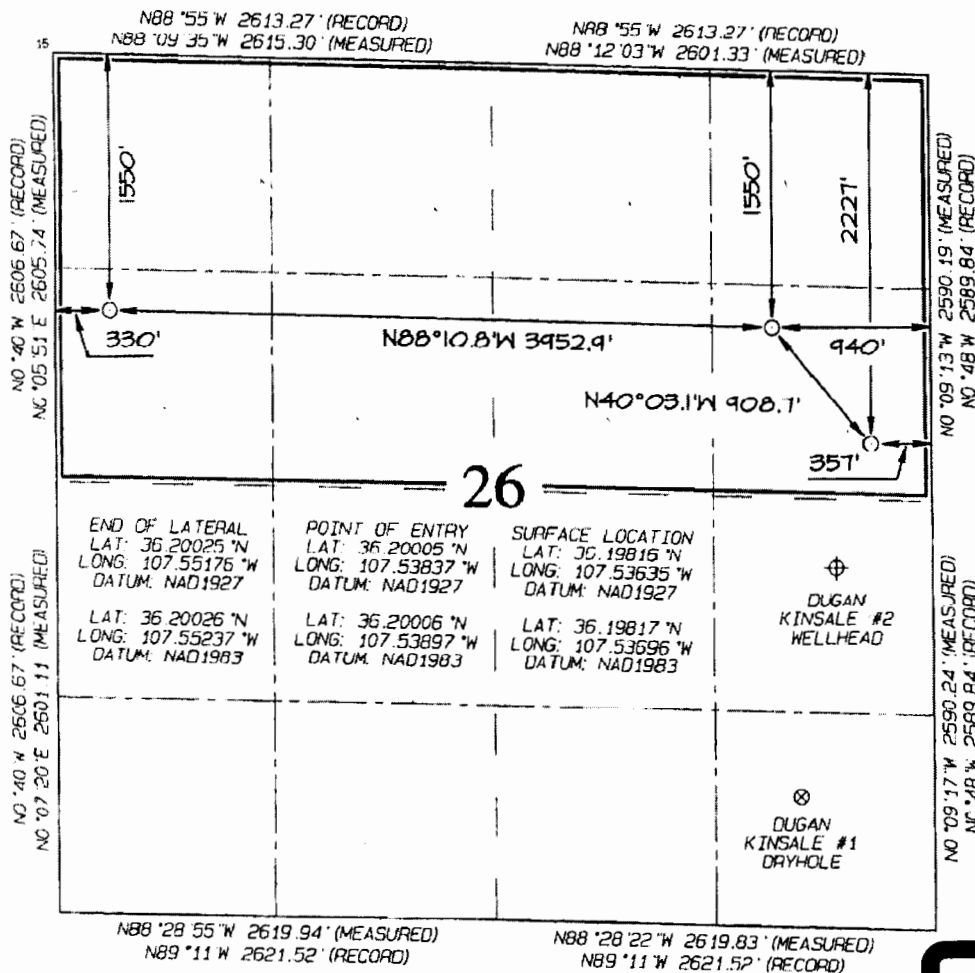 N88°55'W 2613.27' (RECORD)
N88°09'35"W 2615.30' (MEASURED)
N88°55'W 2613.27' (RECORD)
N88°12'03"W 2601.33' (MEASURED)
15
N0°40'W 2606.67' (RECORD)
N0°05'51"E 2605.74' (MEASURED)
1550'
1550'
2227'
N0°09'13"W 2590.19' (MEASURED)
N0°48'W 2589.84' (RECORD)
330'
N88°10.8'W 3952.9'
940'
N40°03.1'W 908.7'
357'
26
END OF LATERAL
LAT: 36.20025°N
LONG: 107.55176°W
DATUM: NAD1927
LAT: 36.20026°N
LONG: 107.55237°W
DATUM: NAD1983
POINT OF ENTRY
LAT: 36.20005°N
LONG: 107.53837°W
DATUM: NAD1927
LAT: 36.20006°N
LONG: 107.53897°W
DATUM: NAD1983
SURFACE LOCATION
LAT: 36.19816°N
LONG: 107.53635°W
DATUM: NAD1927
LAT: 36.19817°N
LONG: 107.53696°W
DATUM: NAD1983
DUGAN
KINSALE #2
WELLHEAD
N0°40'W 2606.67' (RECORD)
N0°07'20"E 2601.11' (MEASURED)
N0°09'17"W 2590.24' (MEASURED)
N0°48'W 2589.84' (RECORD)
DUGAN
KINSALE #1
DRYHOLE
N88°28'55"W 2619.94' (MEASURED)
N89°11'W 2621.52' (RECORD)
N88°28'22"W 2619.83' (MEASURED)
N89°11'W 2621.52' (RECORD)